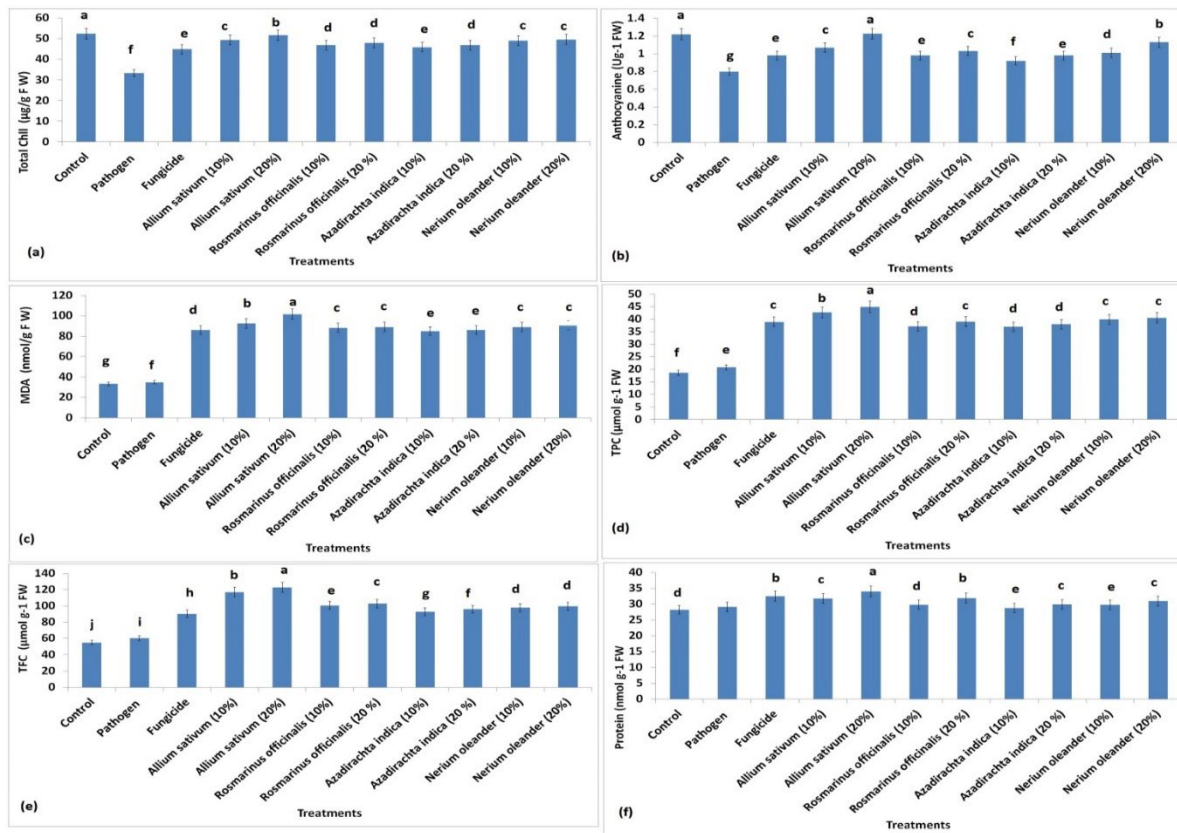 Total Chll (µg/g F W)
60
50
40
30
20
10
0
a
f
e
c
b
d
d
e
d
c
c
Control
Pathogen
Fungicide
Allium sativum (10%)
Allium sativum (20%)
Rosmarinus officinalis (10%)
Rosmarinus officinalis (20 %)
Azadirachta indica (10%)
Azadirachta indica (20 %)
Nerium oleander (10%)
Nerium oleander (20%)
(a)
Treatments
Anthocyanine (Ug-1 FW)
1.4
1.2
1
0.8
0.6
0.4
0.2
0
a
g
e
c
a
e
c
f
e
d
b
Control
Pathogen
Fungicide
Allium sativum (10%)
Allium sativum (20%)
Rosmarinus officinalis (10%)
Rosmarinus officinalis (20 %)
Azadirachta indica (10%)
Azadirachta indica (20 %)
Nerium oleander (10%)
Nerium oleander (20%)
(b)
Treatments
MDA (nmol/g F W)
120
100
80
60
40
20
0
g
f
d
b
a
c
c
e
e
c
c
Control
Pathogen
Fungicide
Allium sativum (10%)
Allium sativum (20%)
Rosmarinus officinalis (10%)
Rosmarinus officinalis (20 %)
Azadirachta indica (10%)
Azadirachta indica (20 %)
Nerium oleander (10%)
Nerium oleander (20%)
(c)
Treatments
TPC (µmol g-1 FW)
50
45
40
35
30
25
20
15
10
5
0
f
e
c
b
a
d
c
d
d
c
c
Control
Pathogen
Fungicide
Allium sativum (10%)
Allium sativum (20%)
Rosmarinus officinalis (10%)
Rosmarinus officinalis (20 %)
Azadirachta indica (10%)
Azadirachta indica (20 %)
Nerium oleander (10%)
Nerium oleander (20%)
(d)
Treatments
TFC (µmol g-1 FW)
140
120
100
80
60
40
20
0
j
i
h
b
a
e
c
g
f
d
d
Control
Pathogen
Fungicide
Allium sativum (10%)
Allium sativum (20%)
Rosmarinus officinalis (10%)
Rosmarinus officinalis (20 %)
Azadirachta indica (10%)
Azadirachta indica (20 %)
Nerium oleander (10%)
Nerium oleander (20%)
(e)
Treatments
Protein (nmol g-1 FW)
40
35
30
25
20
15
10
5
0
d
b
c
a
d
b
e
c
e
c
Control
Pathogen
Fungicide
Allium sativum (10%)
Allium sativum (20%)
Rosmarinus officinalis (10%)
Rosmarinus officinalis (20 %)
Azadirachta indica (10%)
Azadirachta indica (20 %)
Nerium oleander (10%)
Nerium oleander (20%)
(f)
Treatments